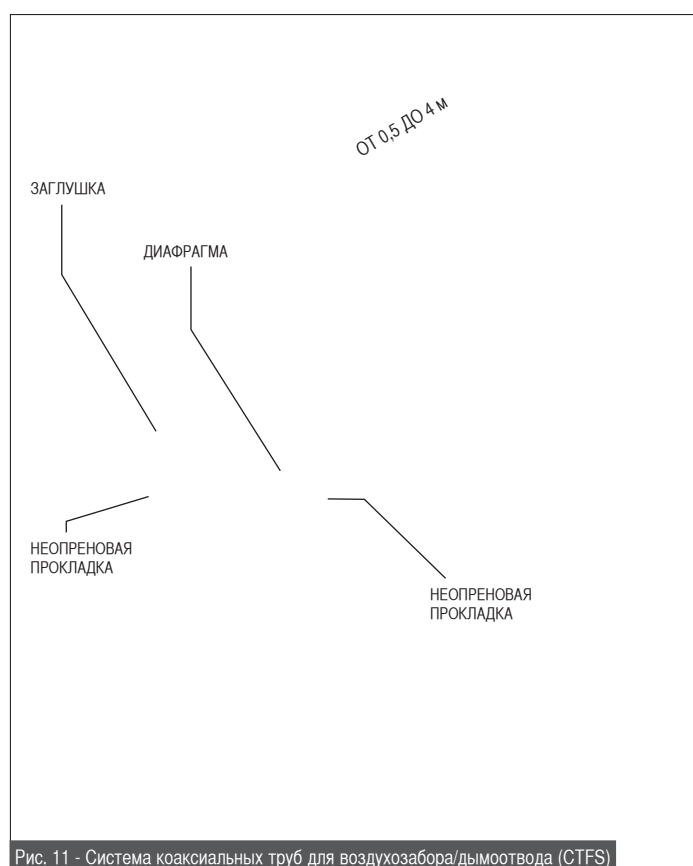 ОТ 0,5 ДО 4 м
ЗАГЛУШКА
ДИАФРАГМА
НЕОПРЕНОВАЯ
ПРОКЛАДКА
НЕОПРЕНОВАЯ
ПРОКЛАДКА
Рис. 11 - Система коаксиальных труб для воздухозабора/дымоотвода (CTFS)